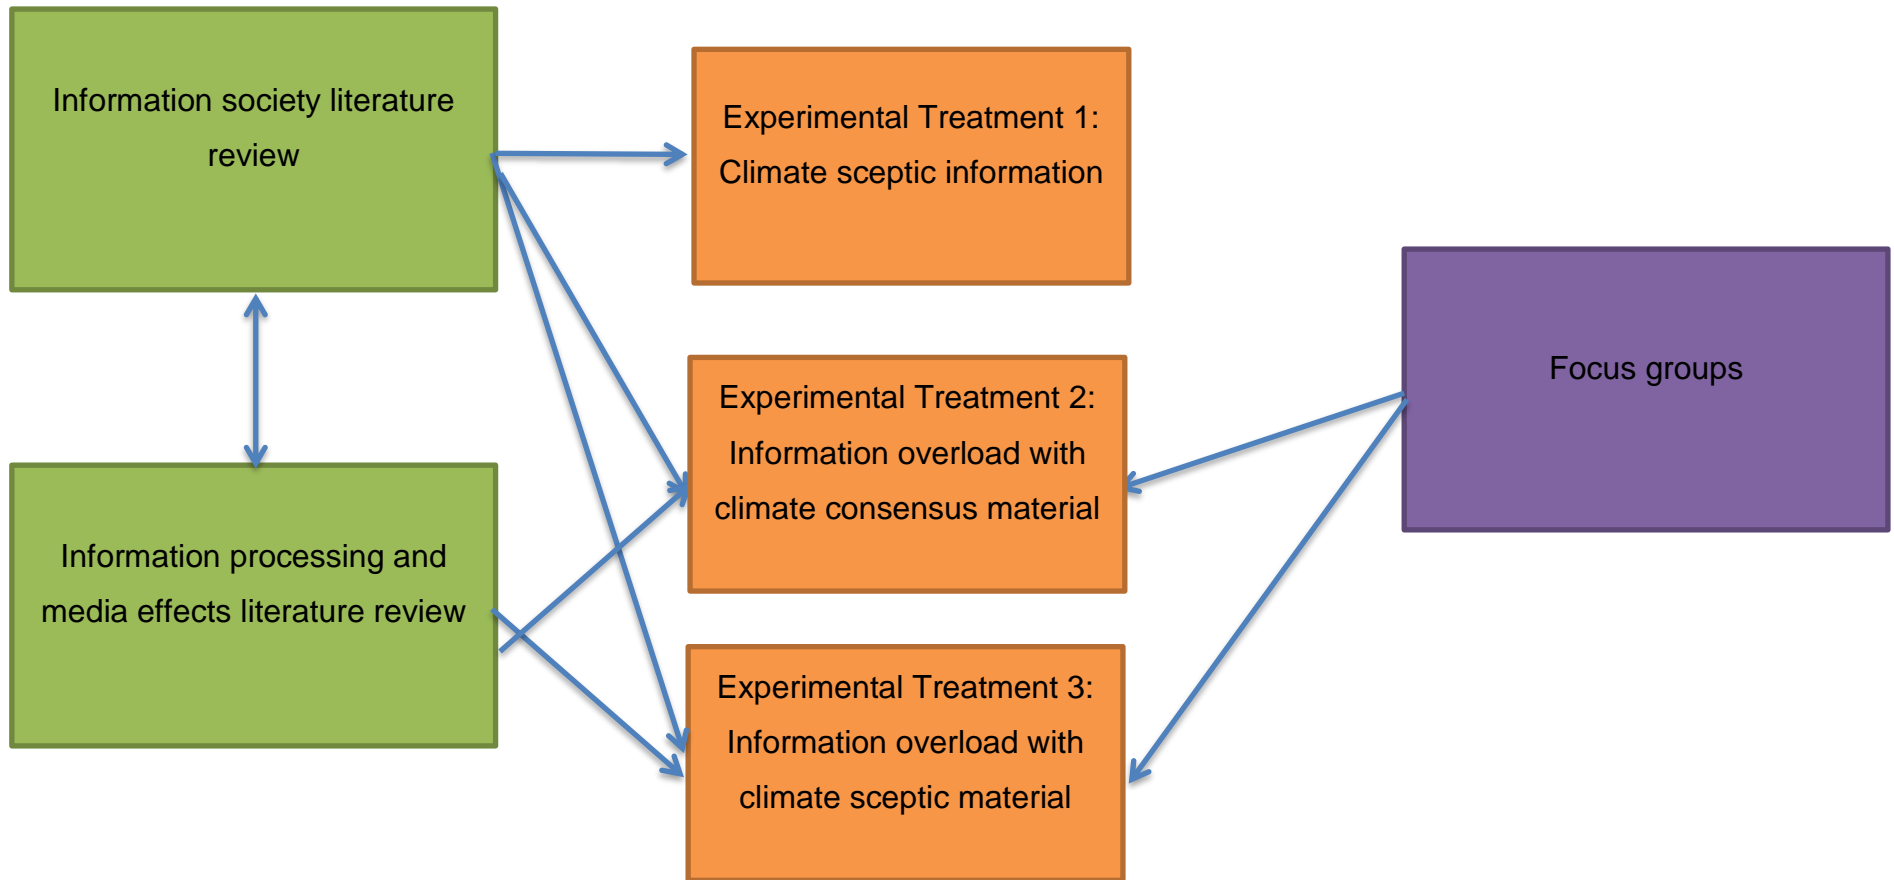 Information society literature
review
Experimental Treatment 1:
Climate sceptic information
Focus groups
Experimental Treatment 2:
Information overload with
climate consensus material
Information processing and
media effects literature review
Experimental Treatment 3:
Information overload with
climate sceptic material